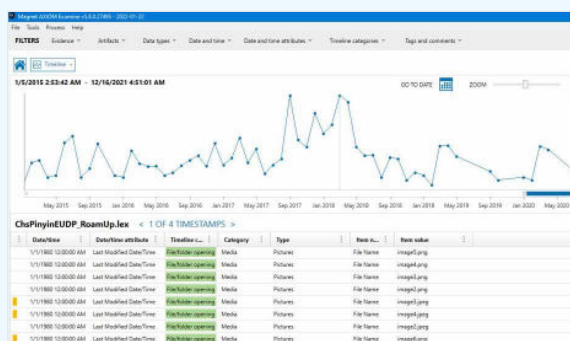 Magnet AXIOM Examine v5.8.0.27495 - 2022-01-22
File Tools Process Help
FILTERS Evidence Artifacts Data types Date and time Date and time attributes Timeline categories Tags and comments
Timeline
1/5/2015 2:53:42 AM - 12/16/2021 4:51:01 AM GO TO DATE ZOOM
May 2015 Sep 2015 Jan 2016 May 2016 Sep 2016 Jan 2017 May 2017 Sep 2017 Jan 2018 May 2018 Sep 2018 Jan 2019 May 2019 Sep 2019 Jan 2020 May 2020
ChsPinyinEUDP_RoamUp.lex < 1 OF 4 TIMESTAMPS >
Date/time Date/time attribute Timeline c... Category Type Item n... Item value
1/1/1980 12:00:00 AM Last Modified Date/Time File/folder opening Media Pictures File Name image5.png
1/1/1980 12:00:00 AM Last Modified Date/Time File/folder opening Media Pictures File Name image4.png
1/1/1980 12:00:00 AM Last Modified Date/Time File/folder opening Media Pictures File Name image3.png
1/1/1980 12:00:00 AM Last Modified Date/Time File/folder opening Media Pictures File Name image2.png
1/1/1980 12:00:00 AM Last Modified Date/Time File/folder opening Media Pictures File Name
1/1/1980 12:00:00 AM Last Modified Date/Time File/folder opening Media Pictures File Name
1/1/1980 12:00:00 AM Last Modified Date/Time File/folder opening Media Pictures File Name